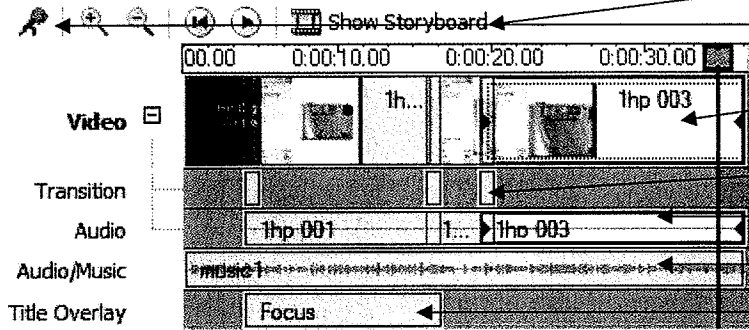 Show Storyboard
00.00 0:00:10.00 0:00:20.00 0:00:30.00
1h... 1hp 003
Video
Transition
Audio 1hp 001 1... 1hp 003
Audio/Music music1
Title Overlay Focus